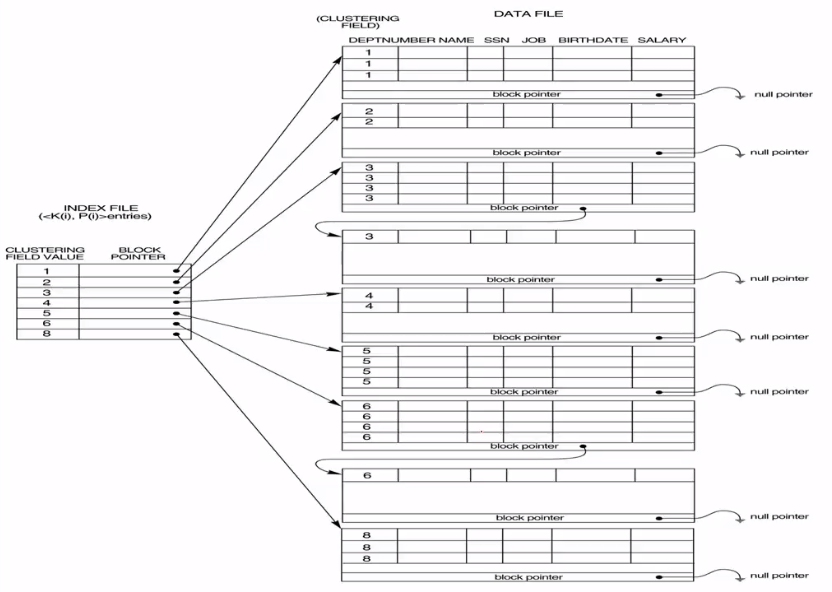 DATA FILE
(CLUSTERING
FIELD)
DEPTNUMBER NAME SSN JOB BIRTHDATE SALARY
1
1
1
block pointer
null pointer
2
2
block pointer
null pointer
3
3
3
3
block pointer
3
block pointer
null pointer
4
4
block pointer
null pointer
5
5
5
5
block pointer
null pointer
6
6
6
6
block pointer
6
block pointer
null pointer
8
8
8
block pointer
null pointer
INDEX FILE
(<K(i), P(i)>entries)
CLUSTERING BLOCK
FIELD VALUE POINTER
1
2
3
4
5
6
8